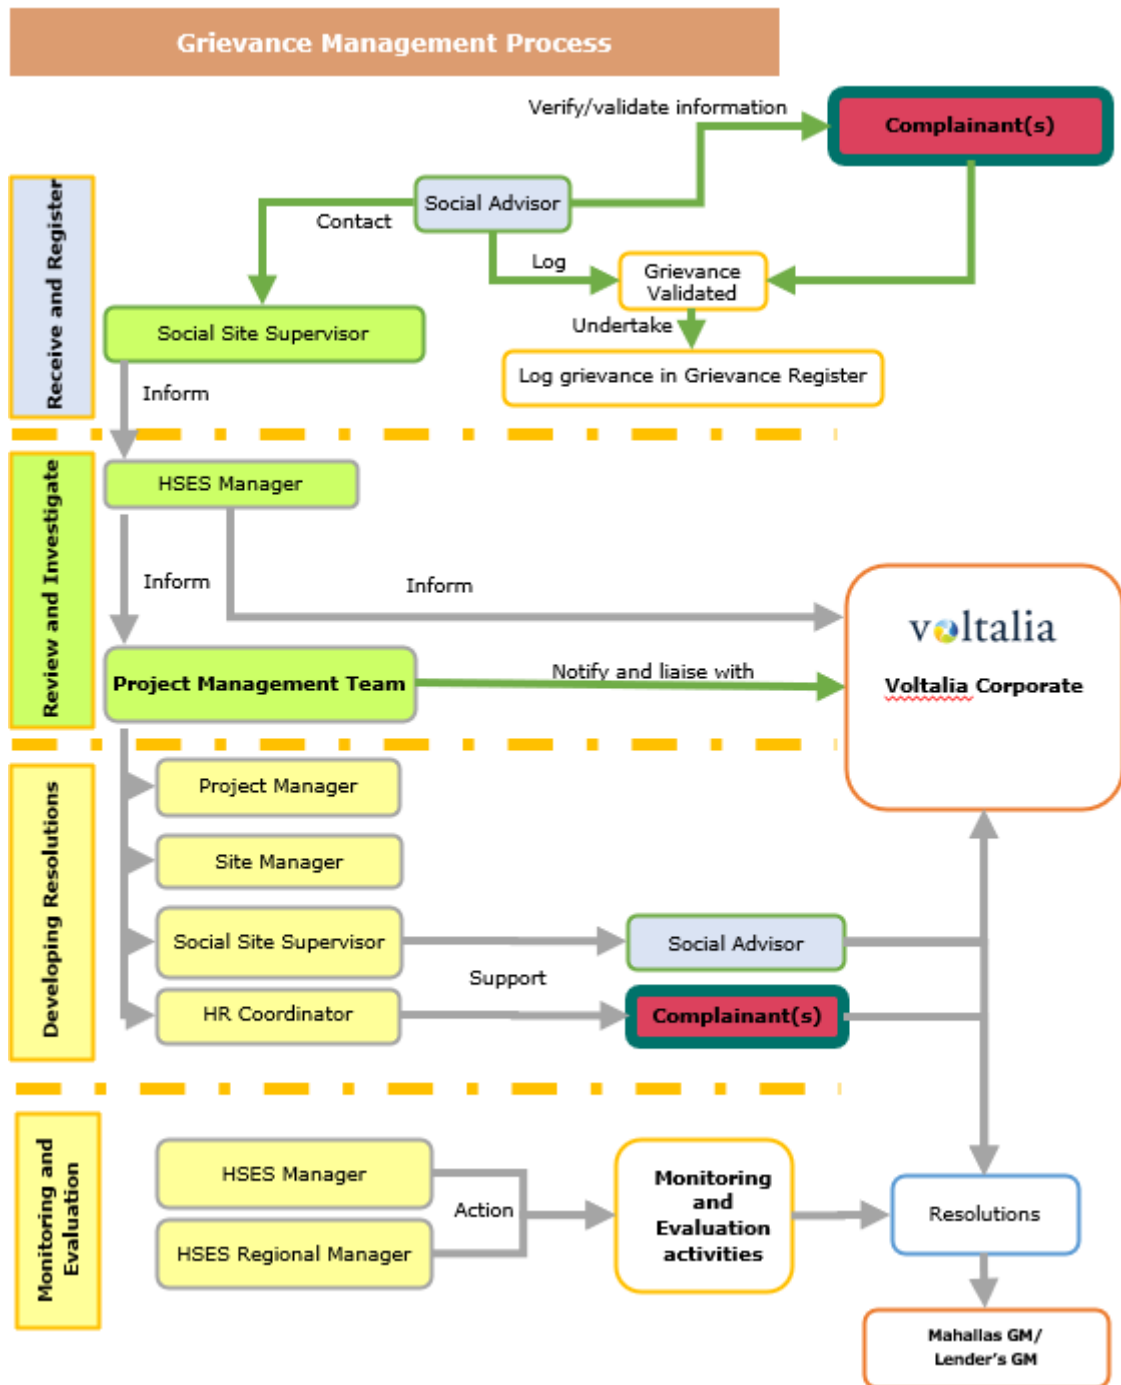 Grievance Management Process
Verify/validate information
Complainant(s)
Receive and Register
Social Advisor
Contact
Log
Grievance
Validated
Undertake
Social Site Supervisor
Log grievance in Grievance Register
Inform
Review and Investigate
HSES Manager
Inform
Inform
voltalia
Voltalia Corporate
Project Management Team
Notify and liaise with
Developing Resolutions
Project Manager
Site Manager
Social Site Supervisor
Social Advisor
Support
HR Coordinator
Complainant(s)
Monitoring and
Evaluation
HSES Manager
Action
HSES Regional Manager
Monitoring
and
Evaluation
activities
Resolutions
Mahallas GM/
Lender's GM